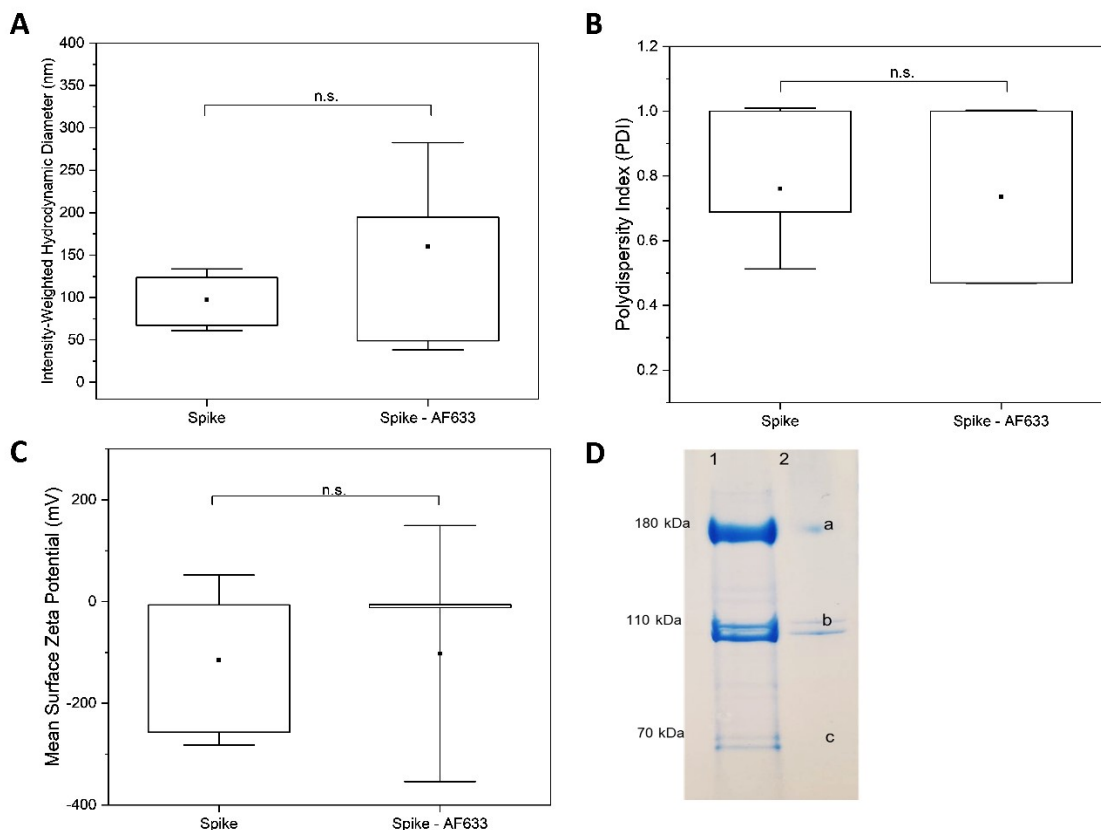 A
Intensity-Weighted Hydrodynamic Diameter (nm)
400
350
300
250
200
150
100
50
0
n.s.
Spike
Spike - AF633
B
Polydispersity Index (PDI)
1.2
1.0
0.8
0.6
0.4
0.2
n.s.
Spike
Spike - AF633
C
Mean Surface Zeta Potential (mV)
200
0
-200
-400
n.s.
Spike
Spike - AF633
D
1 2
180 kDa a
110 kDa b
70 kDa c